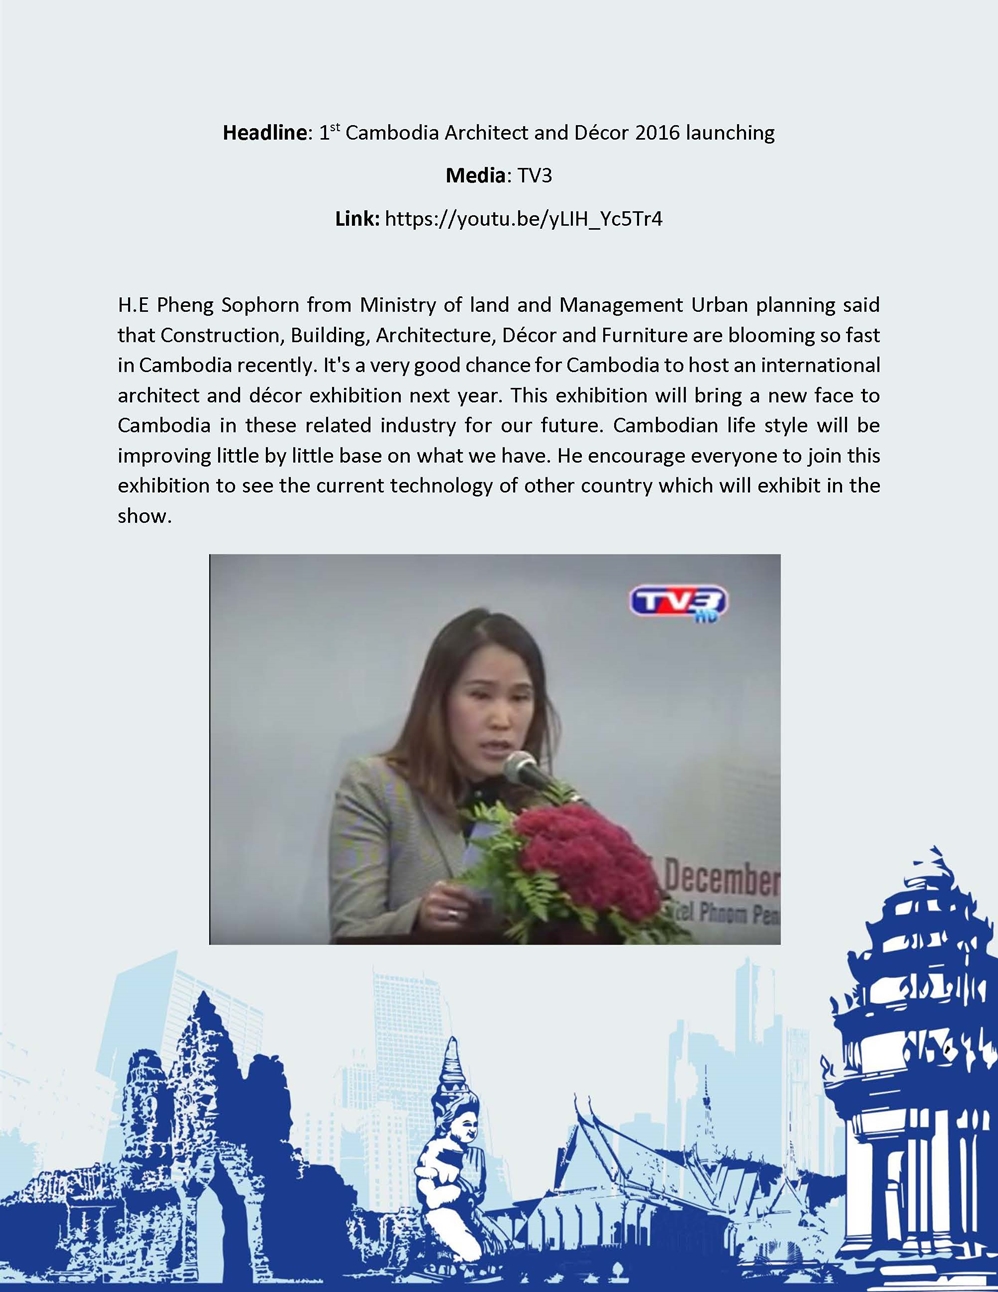 Headline: 1st Cambodia Architect and Décor 2016 launching
Media: TV3
Link: https://youtu.be/yLIH_Yc5Tr4
H.E Pheng Sophorn from Ministry of land and Management Urban planning said
that Construction, Building, Architecture, Décor and Furniture are blooming so fast
in Cambodia recently. It's a very good chance for Cambodia to host an international
architect and décor exhibition next year. This exhibition will bring a new face to
Cambodia in these related industry for our future. Cambodian life style will be
improving little by little base on what we have. He encourage everyone to join this
exhibition to see the current technology of other country which will exhibit in the
show.
TV3
HD
December
Phnom Pen